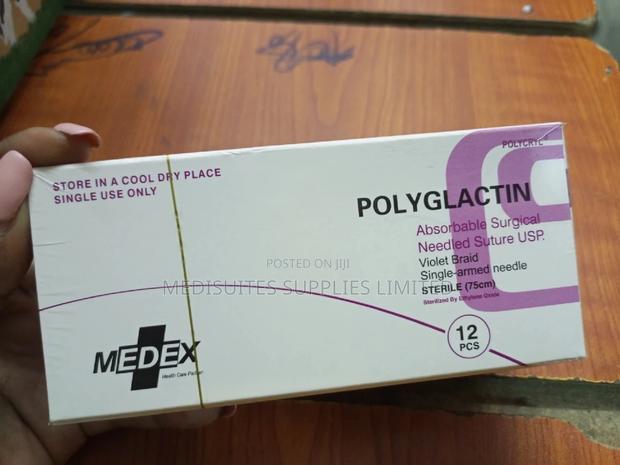 STORE IN A COOL DRY PLACE
SINGLE USE ONLY
POLYCRYL
POLYGLACTIN
Absorbable Surgical
Needled Suture USP.
Violet Braid
Single-armed needle
STERILE (75cm)
Sterilized By Ethylene Oxide
12
PCS
MEDEX
Health Care Partner
POSTED ON JIJI
MEDISUITES SUPPLIES LIMITED